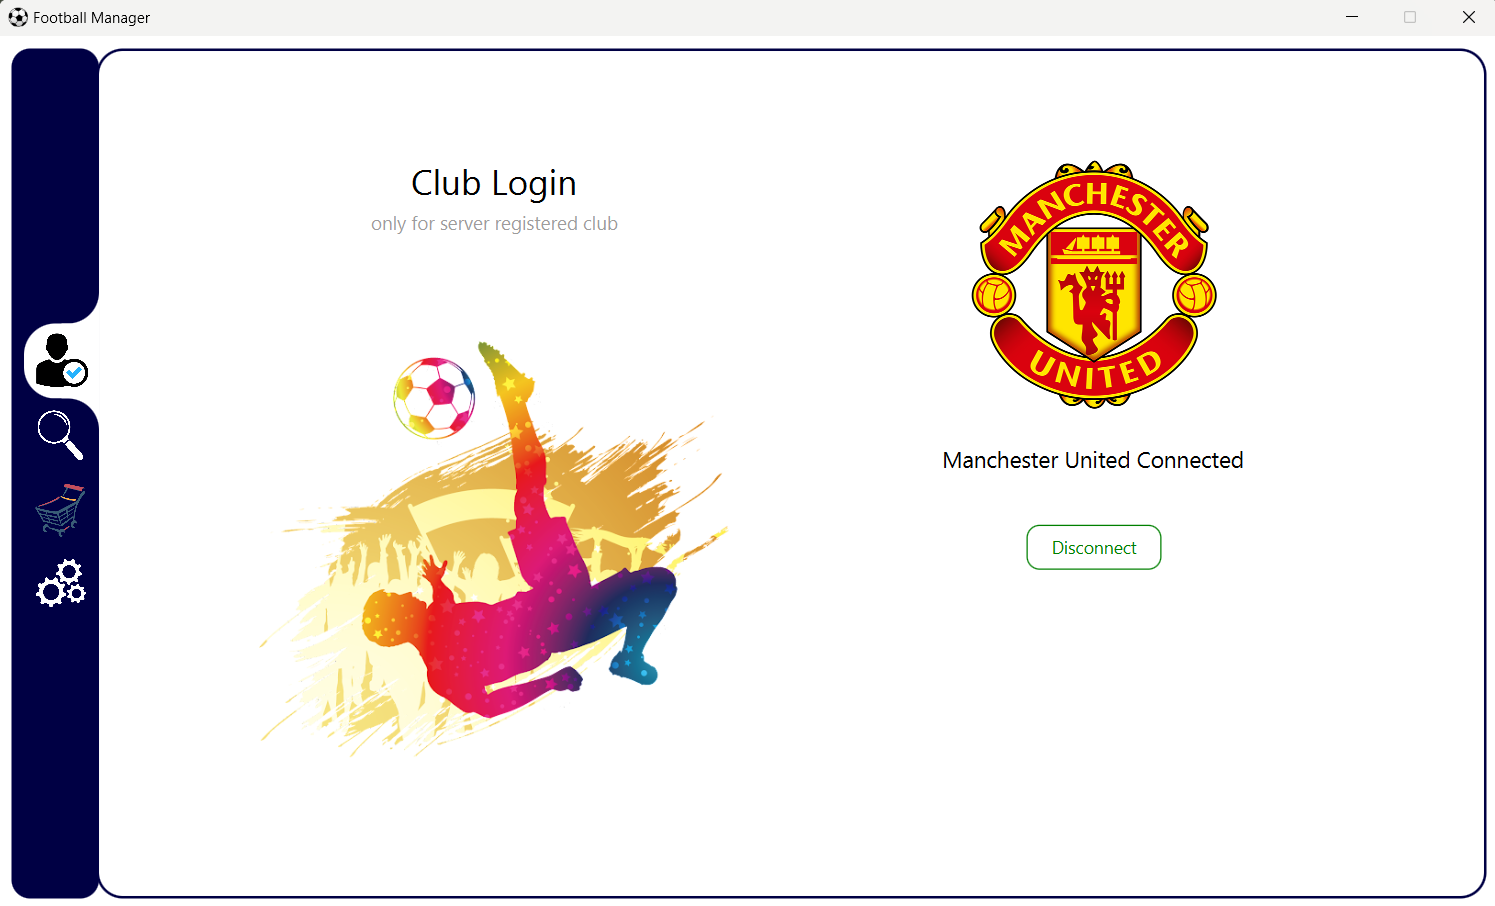 Football Manager
Club Login
only for server registered club
MANCHESTER
UNITED
Manchester United Connected
Disconnect